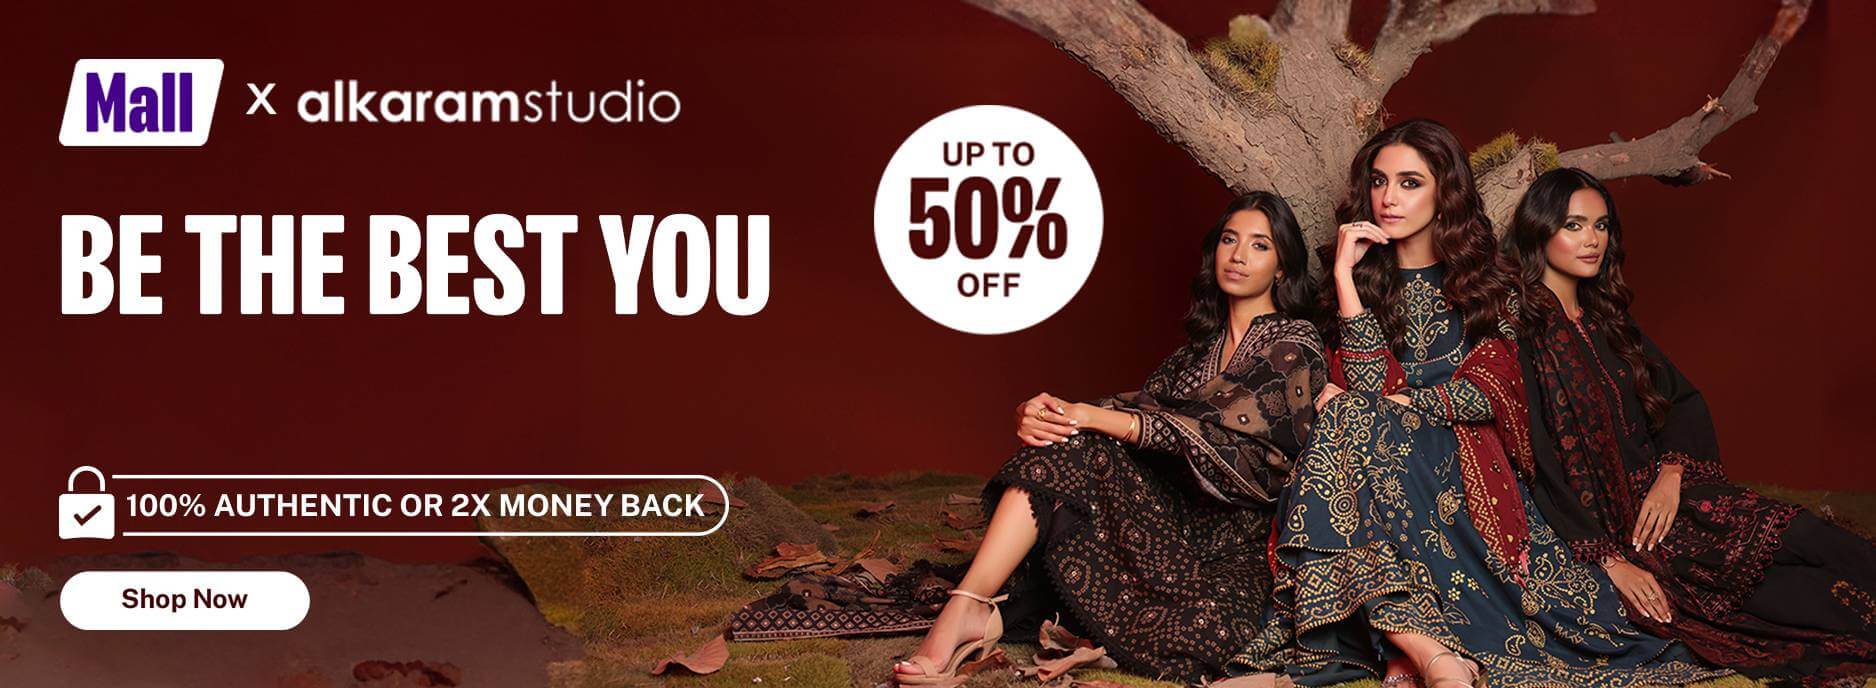 Mall x alkaramstudio
BE THE BEST YOU
UP TO
50%
OFF
100% AUTHENTIC OR 2X MONEY BACK
Shop Now